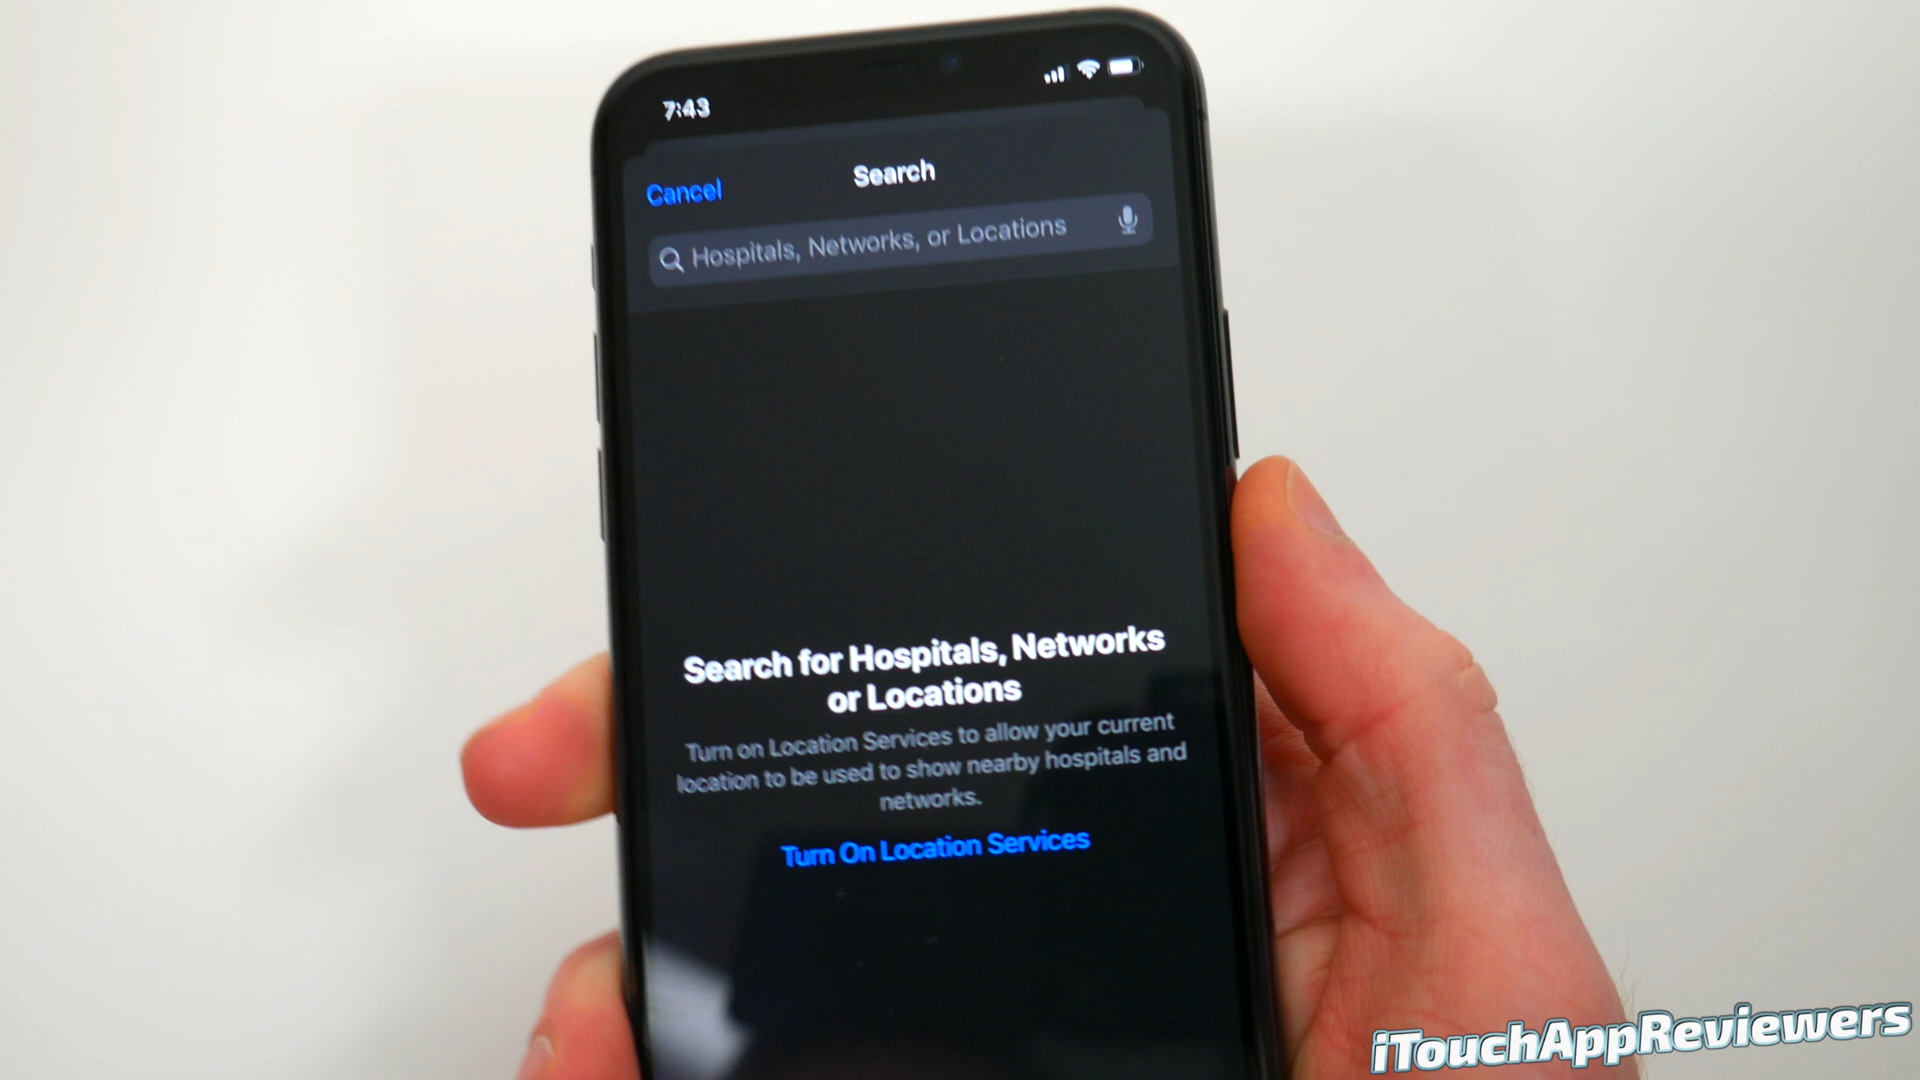 7:43
Cancel
Search
Hospitals, Networks, or Locations
Search for Hospitals, Networks
or Locations
Turn on Location Services to allow your current
location to be used to show nearby hospitals and
networks.
Turn On Location Services
iTouchAppReviewers